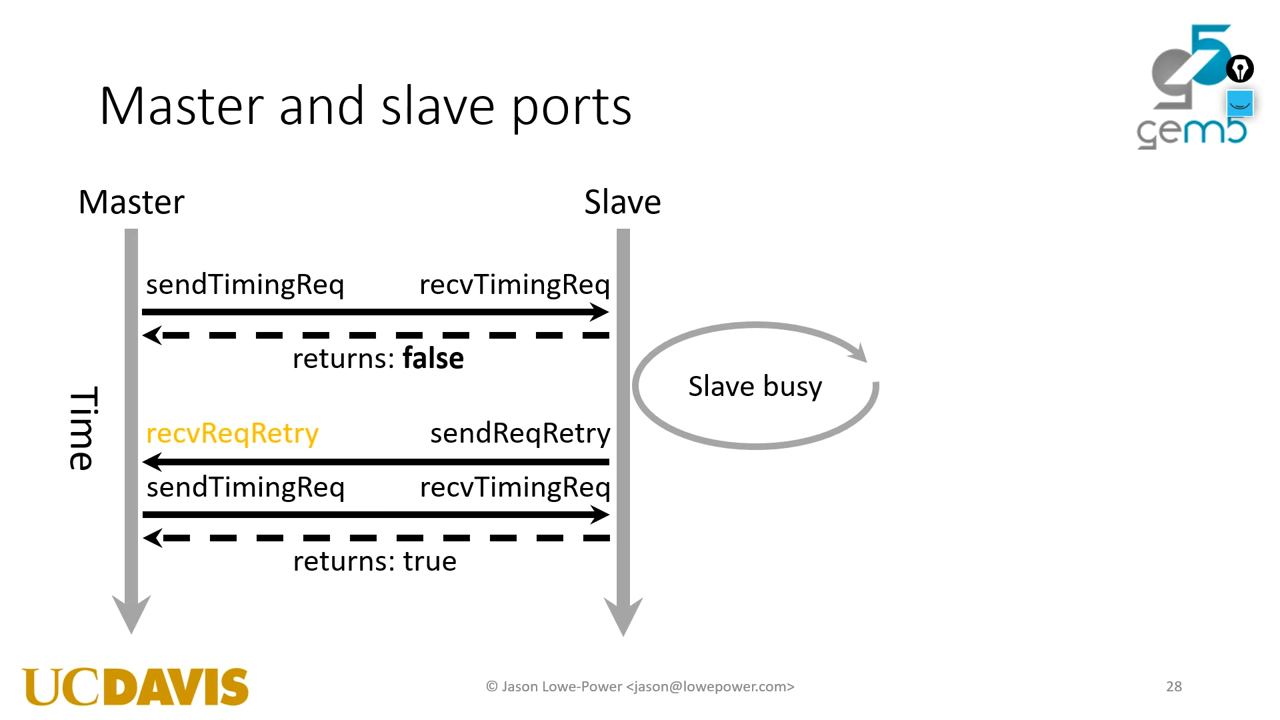 gem5
Master and slave ports
Master
Slave
sendTimingReq recvTimingReq
returns: false
Slave busy
Time
recvReqRetry sendReqRetry
sendTimingReq recvTimingReq
returns: true
UCDAVIS
© Jason Lowe-Power <jason@lowepower.com>
28